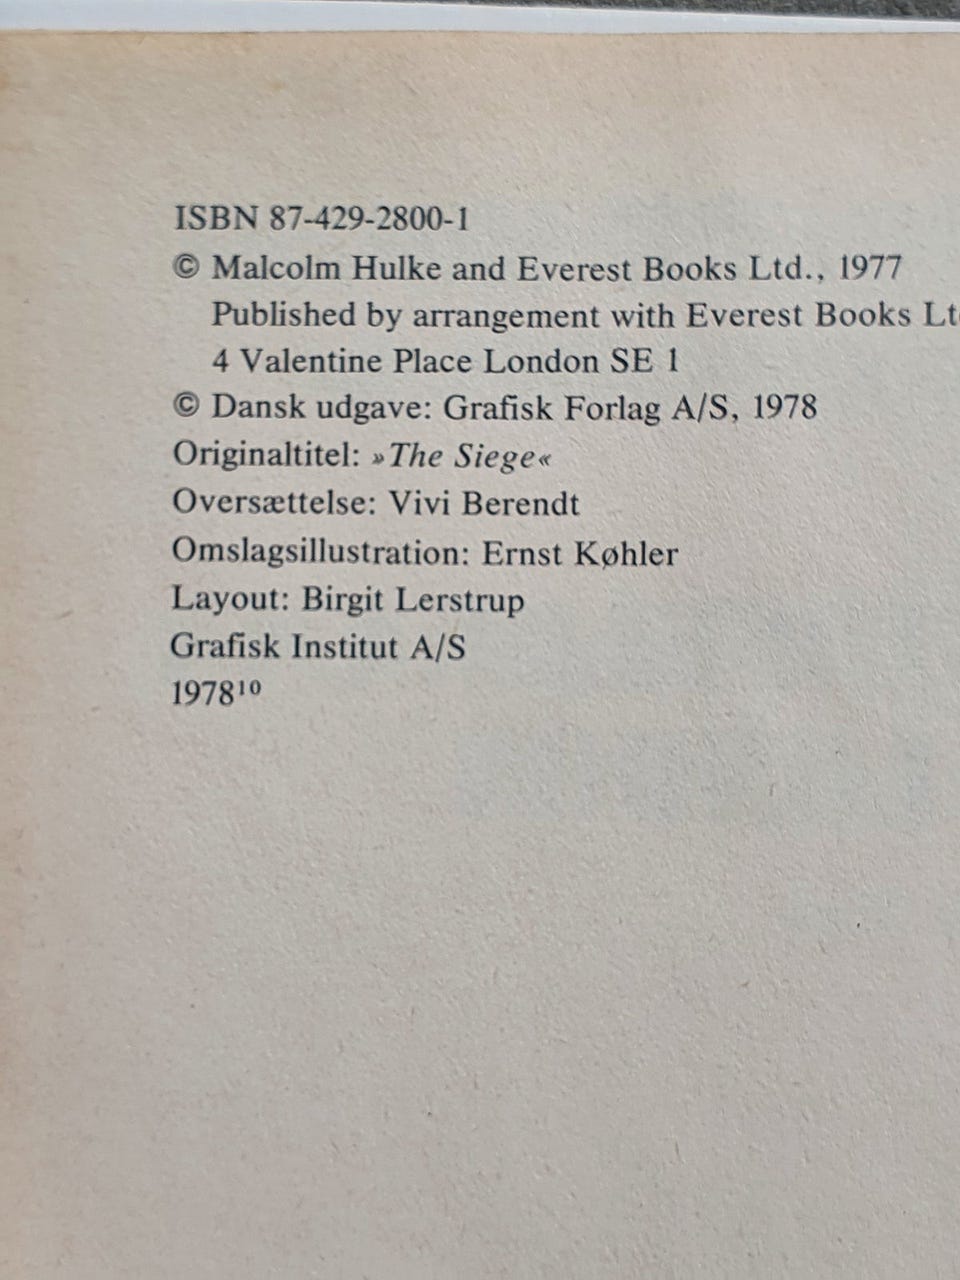 ISBN 87-429-2800-1
© Malcolm Hulke and Everest Books Ltd., 1977
Published by arrangement with Everest Books
4 Valentine Place London SE 1
© Dansk udgave: Grafisk Forlag A/S, 1978
Originaltitel: »The Siege«
Oversættelse: Vivi Berendt
Omslagsillustration: Ernst Køhler
Layout: Birgit Lerstrup
Grafisk Institut A/S
1978¹⁰